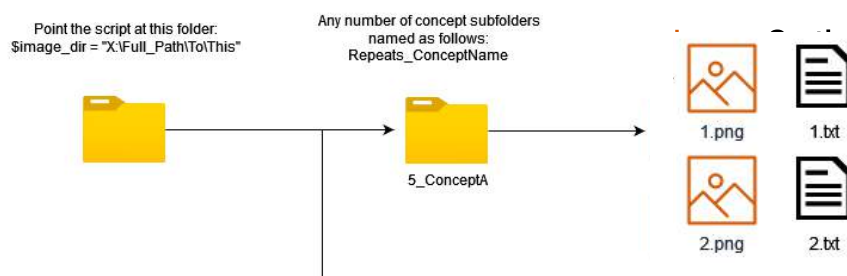 Point the script at this folder:
$image_dir = "X:\Full_Path\To\This"
Any number of concept subfolders
named as follows:
Repeats_ConceptName
5_ConceptA
1.png
1.txt
2.png
2.txt